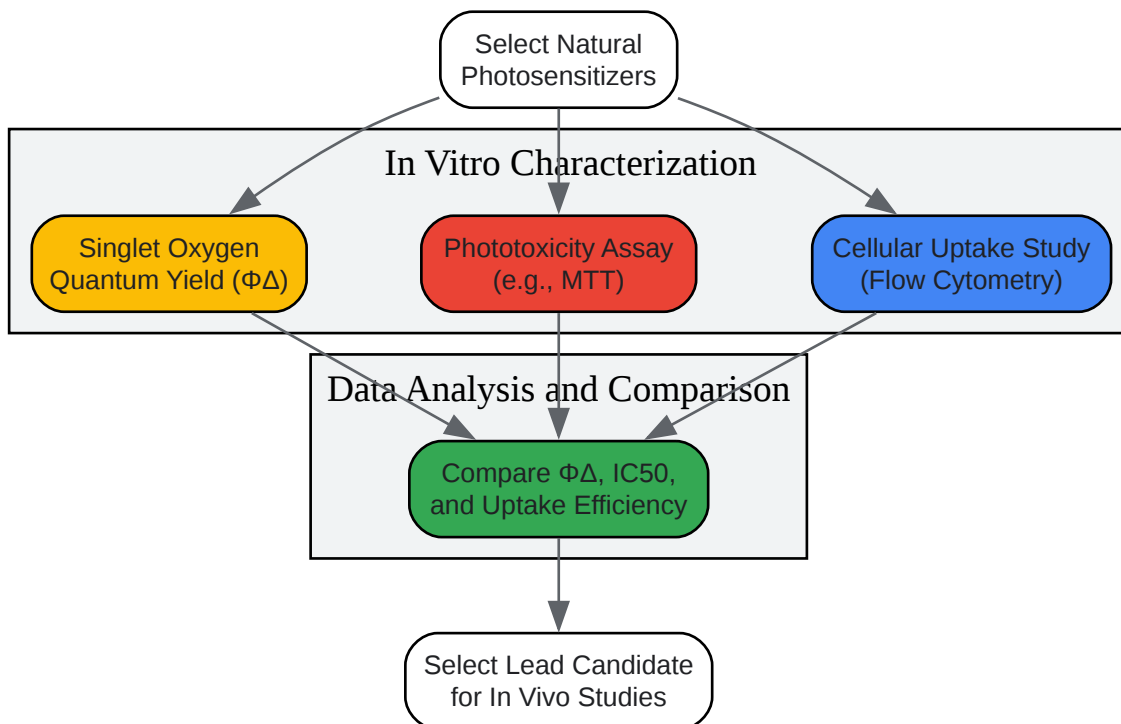 Select Natural
Photosensitizers
In Vitro Characterization
Singlet Oxygen
Quantum Yield (ΦΔ)
Phototoxicity Assay
(e.g., MTT)
Cellular Uptake Study
(Flow Cytometry)
Data Analysis and Comparison
Compare ΦΔ, IC50,
and Uptake Efficiency
Select Lead Candidate
for In Vivo Studies